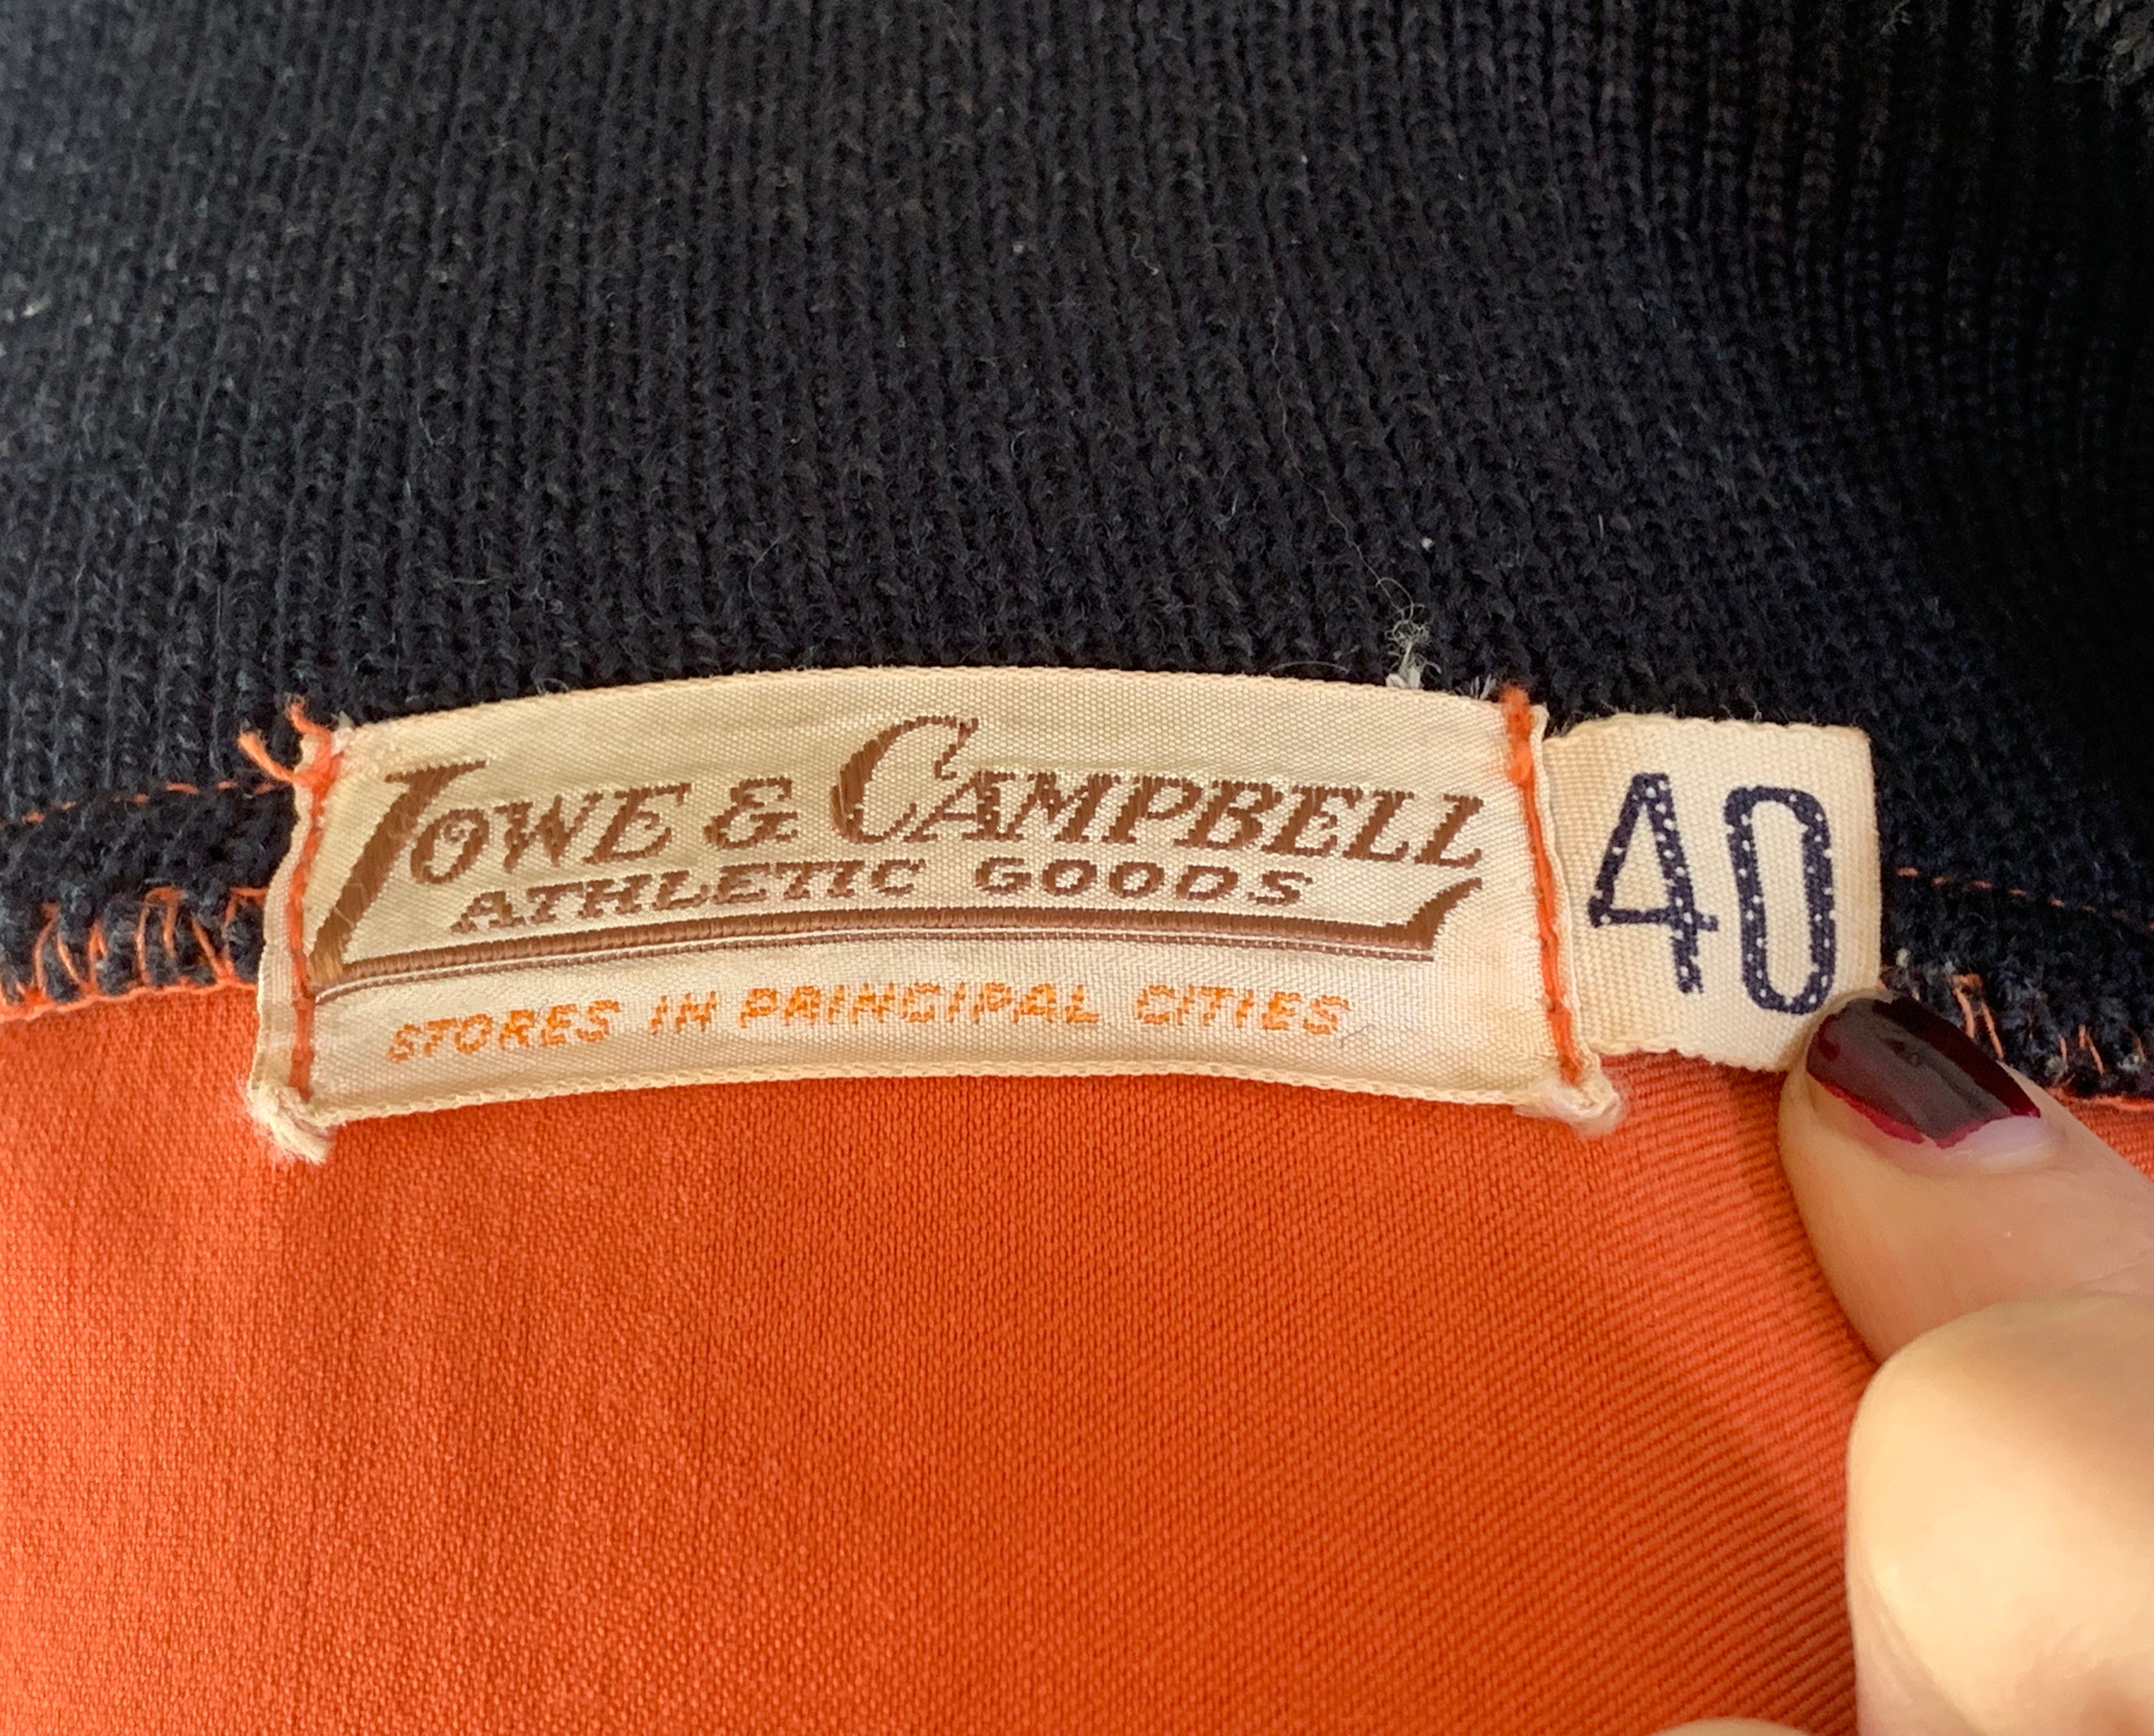 LOWE & CAMPBELL
ATHLETIC GOODS
STORES IN PRINCIPAL CITIES
40